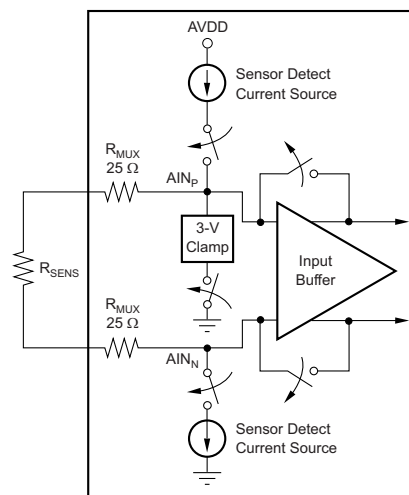 AVDD
Sensor Detect
Current Source
R_MUX
25 Ω
AIN_P
3-V
Clamp
R_SENS
Input
Buffer
R_MUX
25 Ω
AIN_N
Sensor Detect
Current Source